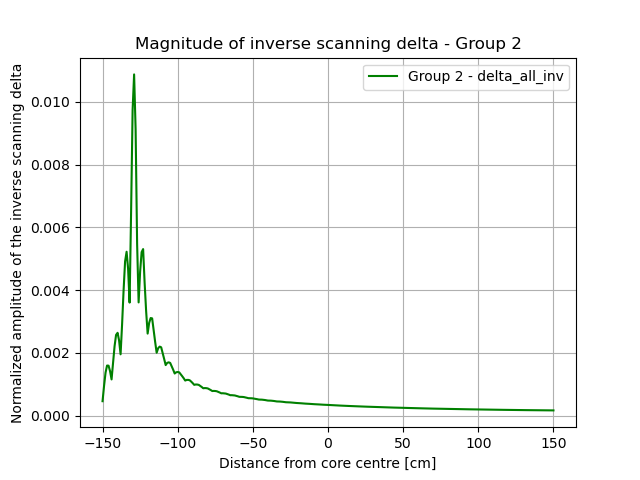 Magnitude of inverse scanning delta - Group 2
Group 2 - delta_all_inv
Normalized amplitude of the inverse scanning delta
0.010
0.008
0.006
0.004
0.002
0.000
−150 −100 −50 0 50 100 150
Distance from core centre [cm]